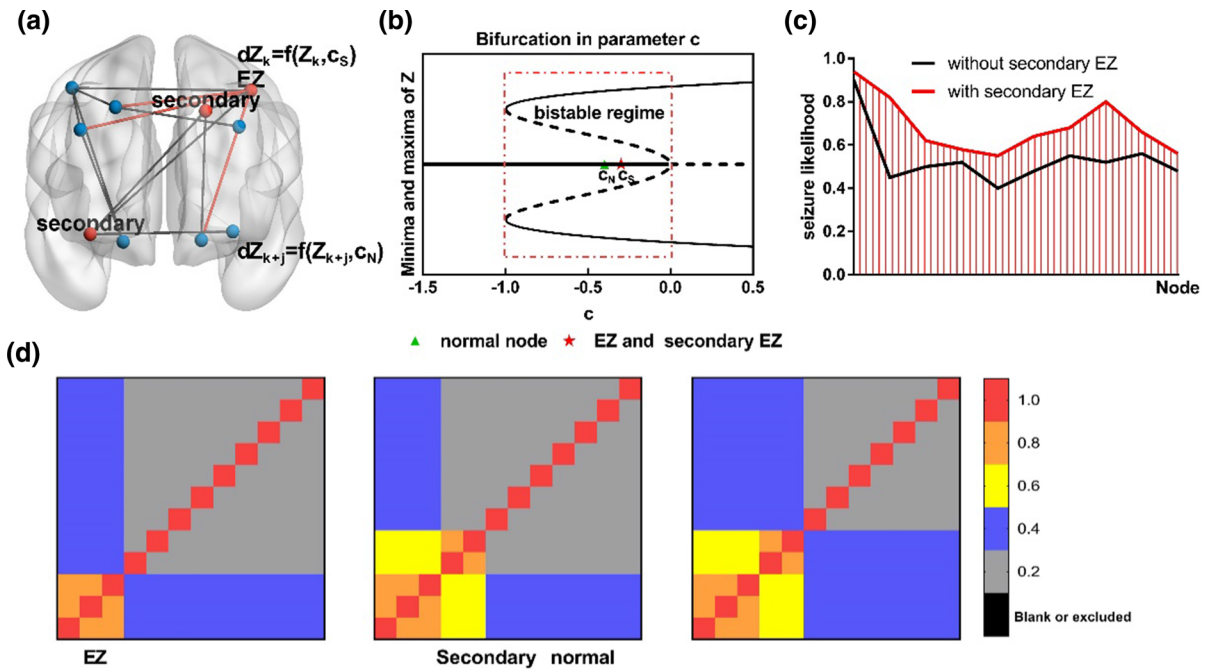 (a)
dZk=f(Zk,cS)
EZ
secondary
secondary
dZk+j=f(Zk+j,cN)
(b)
Bifurcation in parameter c
Minima and maxima of Z
bistable regime
cN cS
-1.5 -1.0 -0.5 0.0 0.5
c
normal node EZ and secondary EZ
(c)
seizure likelihood
1.0
0.8
0.6
0.4
0.2
0.0
without secondary EZ
with secondary EZ
Node
(d)
EZ
Secondary normal
1.0
0.8
0.6
0.4
0.2
Blank or excluded